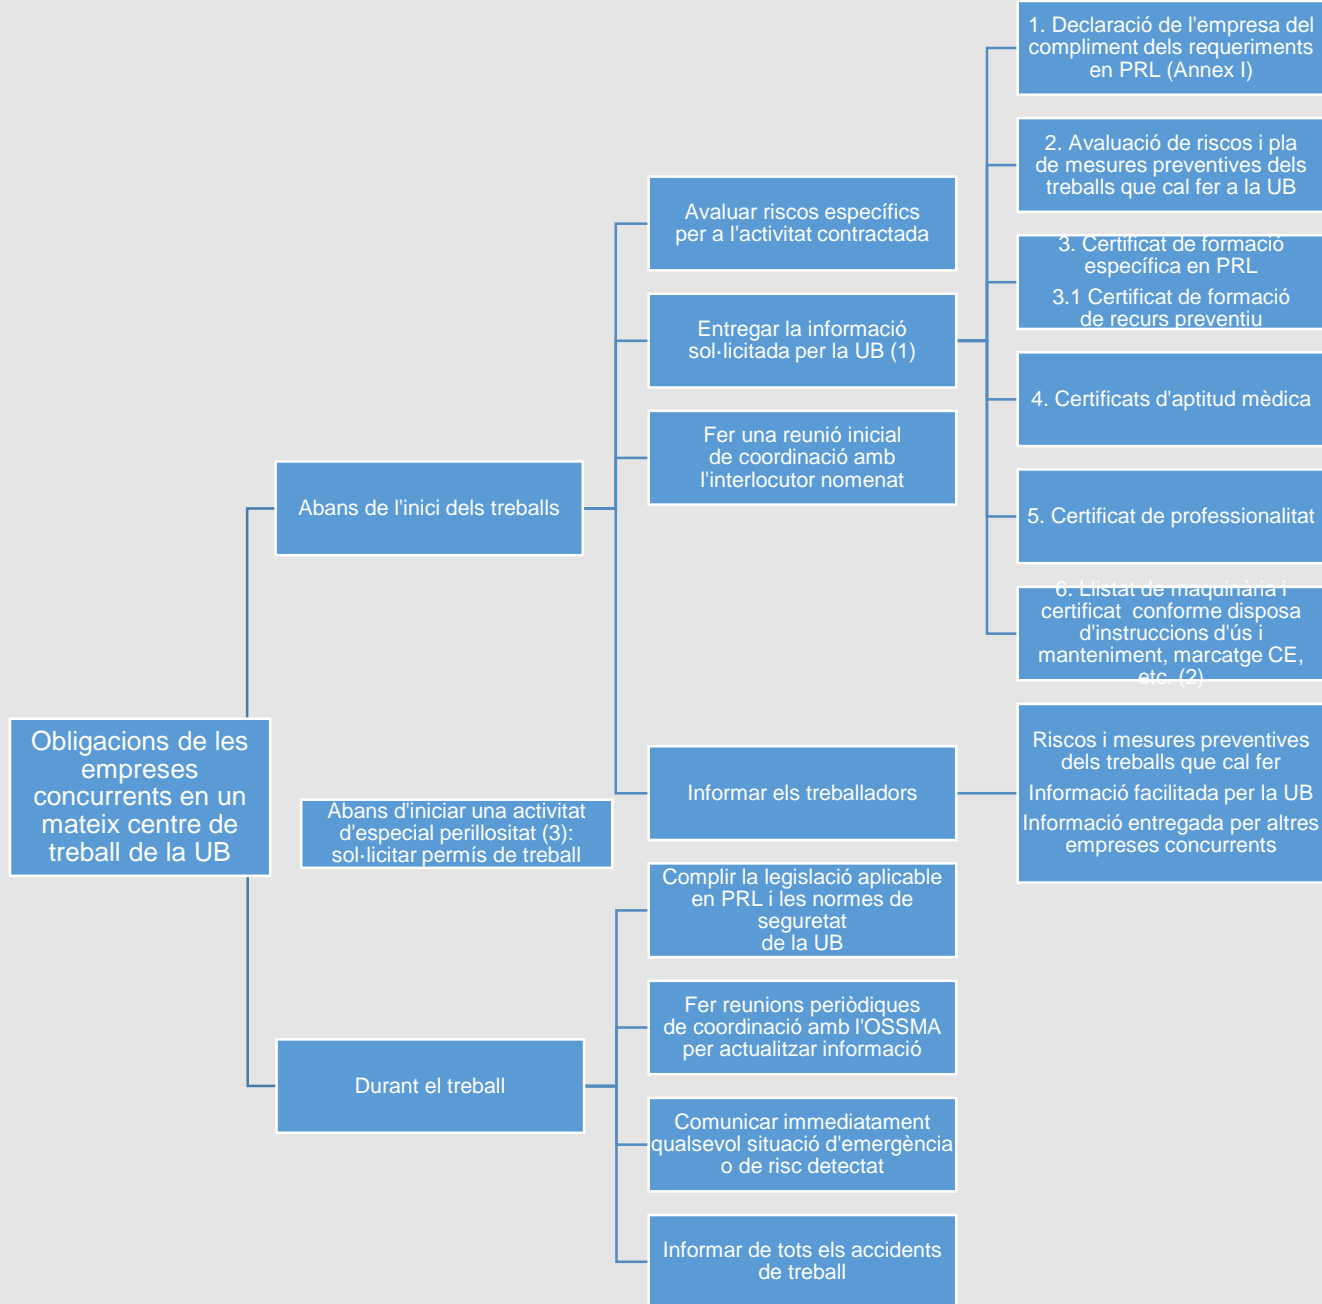 Obligacions de les
empreses
concurrents en un
mateix centre de
treball de la UB
Abans de l'inici dels treballs
Avaluar riscos específics
per a l'activitat contractada
Entregar la informació
sol·licitada per la UB (1)
1. Declaració de l'empresa del
compliment dels requeriments
en PRL (Annex I)
2. Avaluació de riscos i pla
de mesures preventives dels
treballs que cal fer a la UB
3. Certificat de formació
específica en PRL
3.1 Certificat de formació
de recurs preventiu
4. Certificats d'aptitud mèdica
5. Certificat de professionalitat
6. Llistat de maquinària i
certificat conforme disposa
d'instruccions d'ús i
manteniment, marcatge CE,
etc. (2)
Fer una reunió inicial
de coordinació amb
l'interlocutor nomenat
Informar els treballadors
Riscos i mesures preventives
dels treballs que cal fer
Informació facilitada per la UB
Informació entregada per altres
empreses concurrents
Abans d'iniciar una activitat
d'especial perillositat (3):
sol·licitar permís de treball
Durant el treball
Complir la legislació aplicable
en PRL i les normes de
seguretat
de la UB
Fer reunions periòdiques
de coordinació amb l'OSSMA
per actualitzar informació
Comunicar immediatament
qualsevol situació d'emergència
o de risc detectat
Informar de tots els accidents
de treball